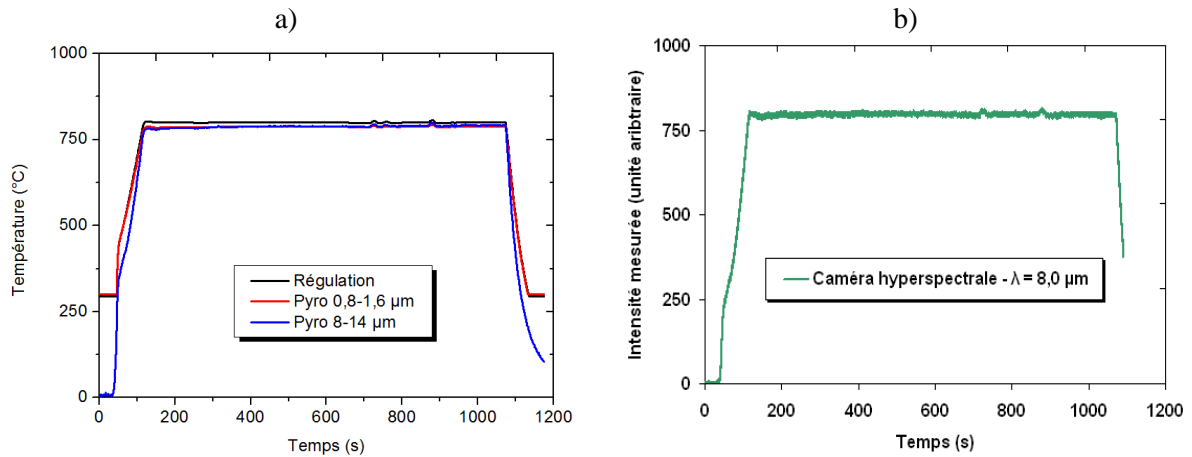 a)
1000
750
500
250
0
Température (°C)
Régulation
Pyro 0,8-1,6 µm
Pyro 8-14 µm
0 200 400 600 800 1000 1200
Temps (s)
b)
1000
750
500
250
0
Intensité mesurée (unité aribtraire)
Caméra hyperspectrale - λ = 8,0 µm
0 200 400 600 800 1000 1200
Temps (s)